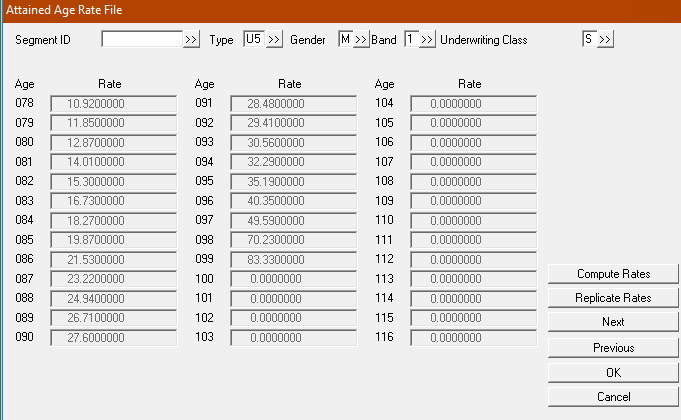 Attained Age Rate File
Segment ID >> Type U5 >> Gender M >> Band 1 >> Underwriting Class S >>
Age Rate Age Rate Age Rate
078 10.9200000 091 28.4800000 104 0.0000000
079 11.8500000 092 29.4100000 105 0.0000000
080 12.8700000 093 30.5600000 106 0.0000000
081 14.0100000 094 32.2900000 107 0.0000000
082 15.3000000 095 35.1900000 108 0.0000000
083 16.7300000 096 40.3500000 109 0.0000000
084 18.2700000 097 49.5900000 110 0.0000000
085 19.8700000 098 70.2300000 111 0.0000000
086 21.5300000 099 83.3300000 112 0.0000000
087 23.2200000 100 0.0000000 113 0.0000000
088 24.9400000 101 0.0000000 114 0.0000000
089 26.7100000 102 0.0000000 115 0.0000000
090 27.6000000 103 0.0000000 116 0.0000000
Compute Rates
Replicate Rates
Next
Previous
OK
Cancel